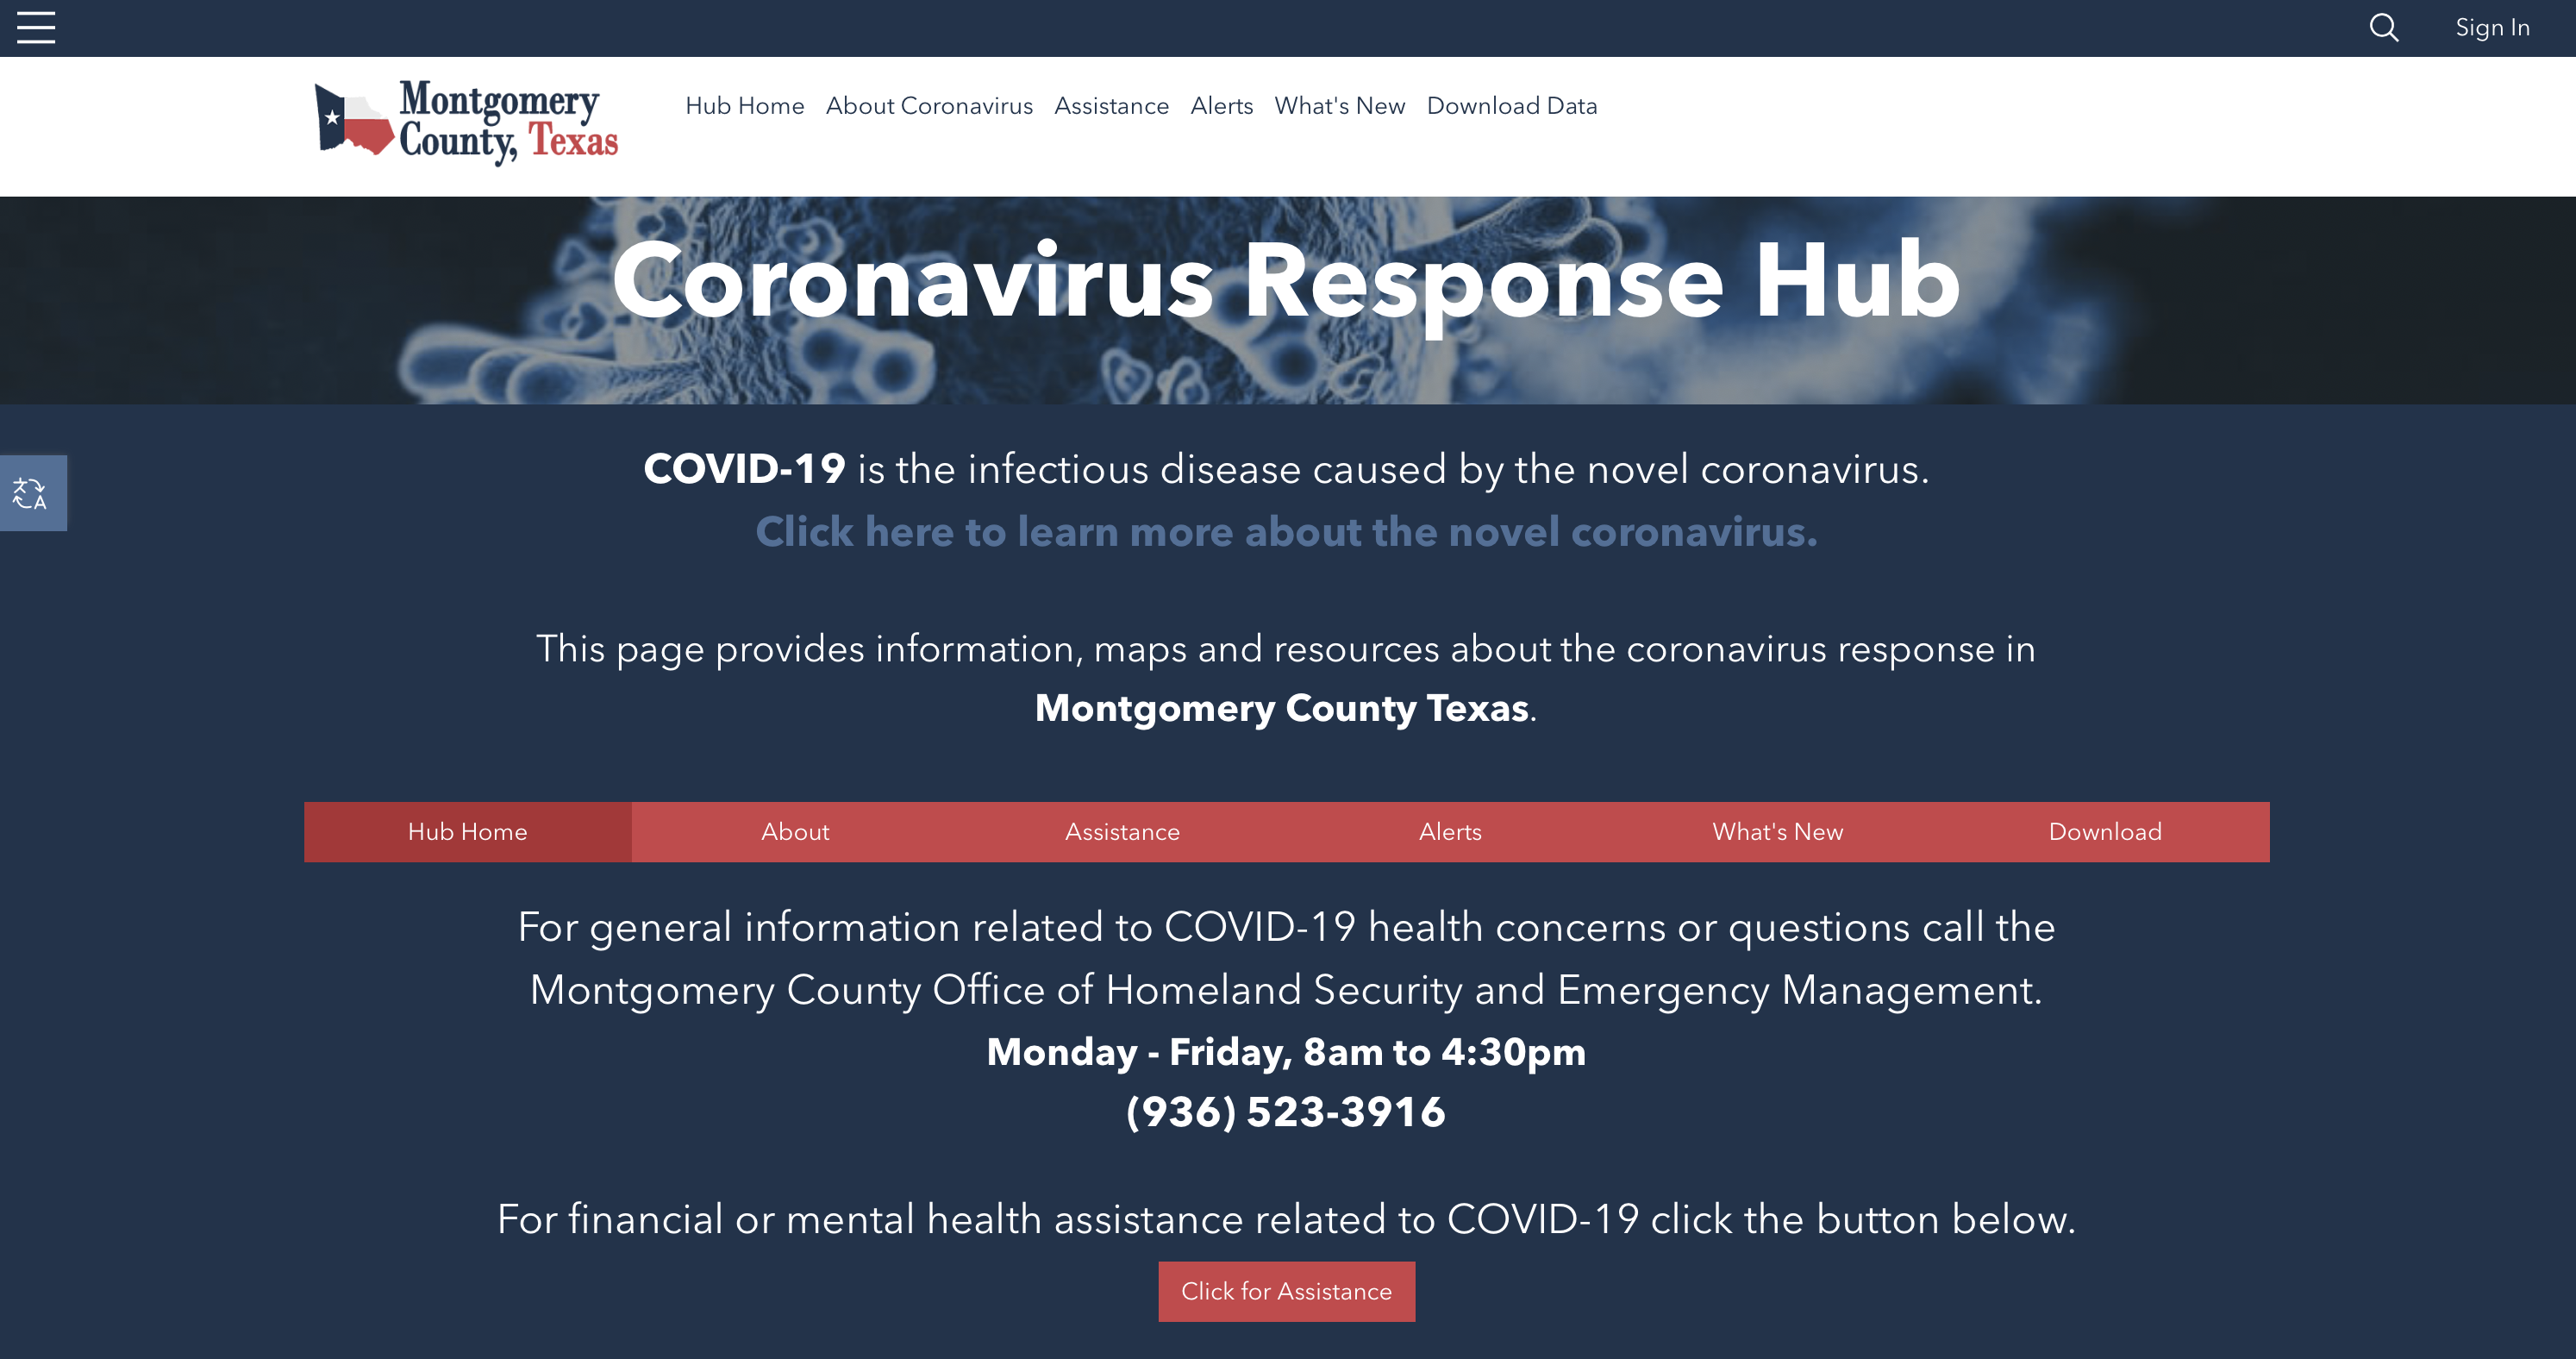 Sign In
Montgomery
County, Texas
Hub Home About Coronavirus Assistance Alerts What's New Download Data
Coronavirus Response Hub
COVID-19 is the infectious disease caused by the novel coronavirus.
Click here to learn more about the novel coronavirus.
This page provides information, maps and resources about the coronavirus response in
Montgomery County Texas.
Hub Home About Assistance Alerts What's New Download
For general information related to COVID-19 health concerns or questions call the
Montgomery County Office of Homeland Security and Emergency Management.
Monday - Friday, 8am to 4:30pm
(936) 523-3916
For financial or mental health assistance related to COVID-19 click the button below.
Click for Assistance